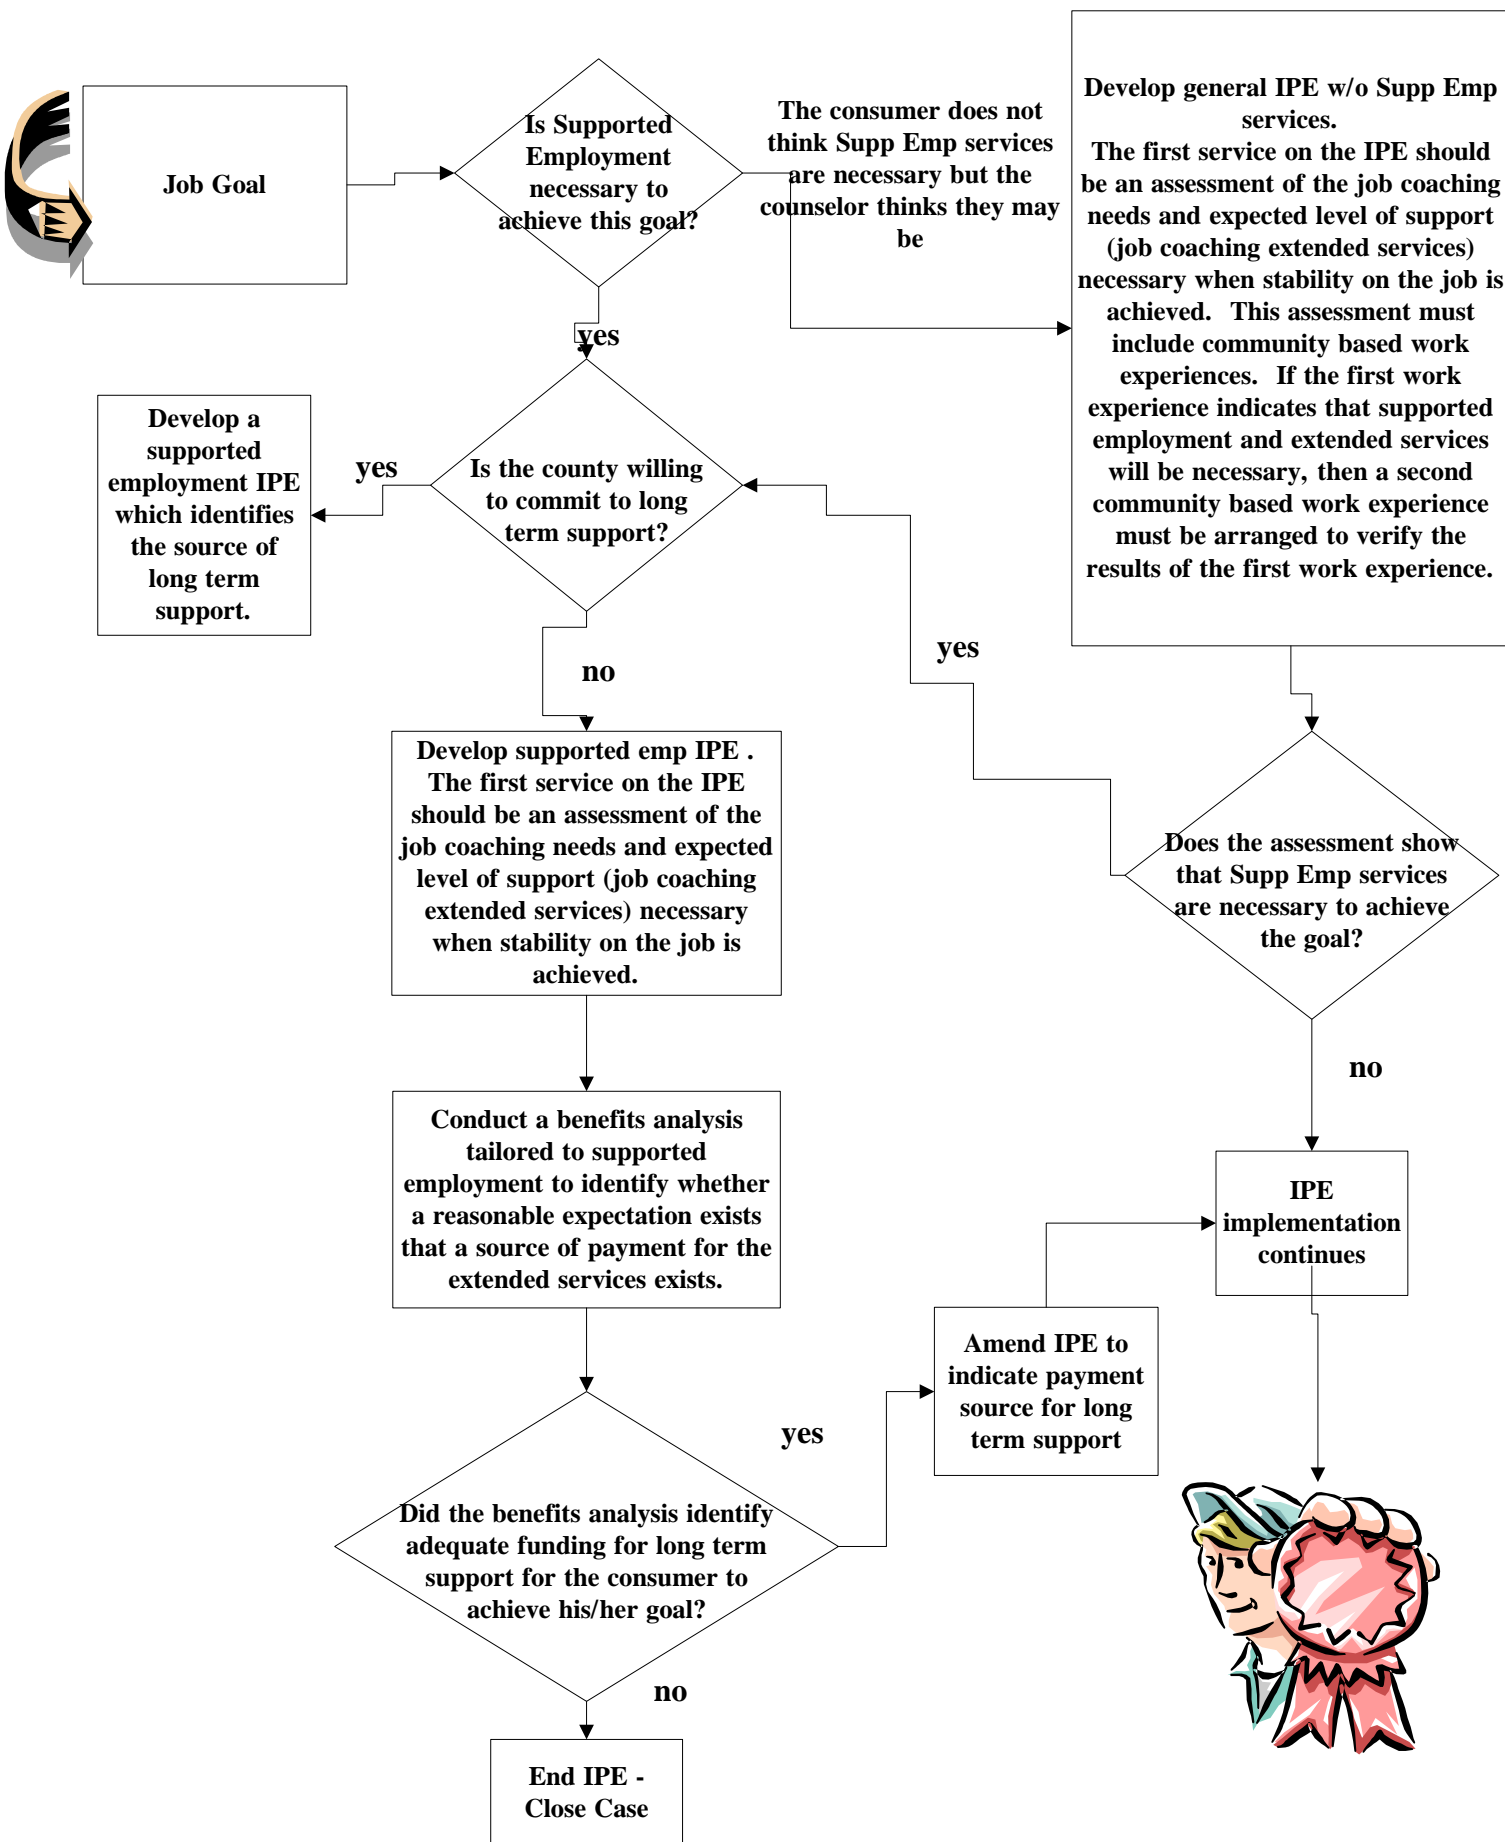 Job Goal
Is Supported
Employment
necessary to
achieve this goal?
The consumer does not
think Supp Emp services
are necessary but the
counselor thinks they may
be
Develop general IPE w/o Supp Emp
services.
The first service on the IPE should
be an assessment of the job coaching
needs and expected level of support
(job coaching extended services)
necessary when stability on the job is
achieved. This assessment must
include community based work
experiences. If the first work
experience indicates that supported
employment and extended services
will be necessary, then a second
community based work experience
must be arranged to verify the
results of the first work experience.
yes
Develop a
supported
employment IPE
which identifies
the source of
long term
support.
yes
Is the county willing
to commit to long
term support?
no
yes
Develop supported emp IPE .
The first service on the IPE
should be an assessment of the
job coaching needs and expected
level of support (job coaching
extended services) necessary
when stability on the job is
achieved.
Does the assessment show
that Supp Emp services
are necessary to achieve
the goal?
no
Conduct a benefits analysis
tailored to supported
employment to identify whether
a reasonable expectation exists
that a source of payment for the
extended services exists.
IPE
implementation
continues
Amend IPE to
indicate payment
source for long
term support
yes
Did the benefits analysis identify
adequate funding for long term
support for the consumer to
achieve his/her goal?
no
End IPE -
Close Case